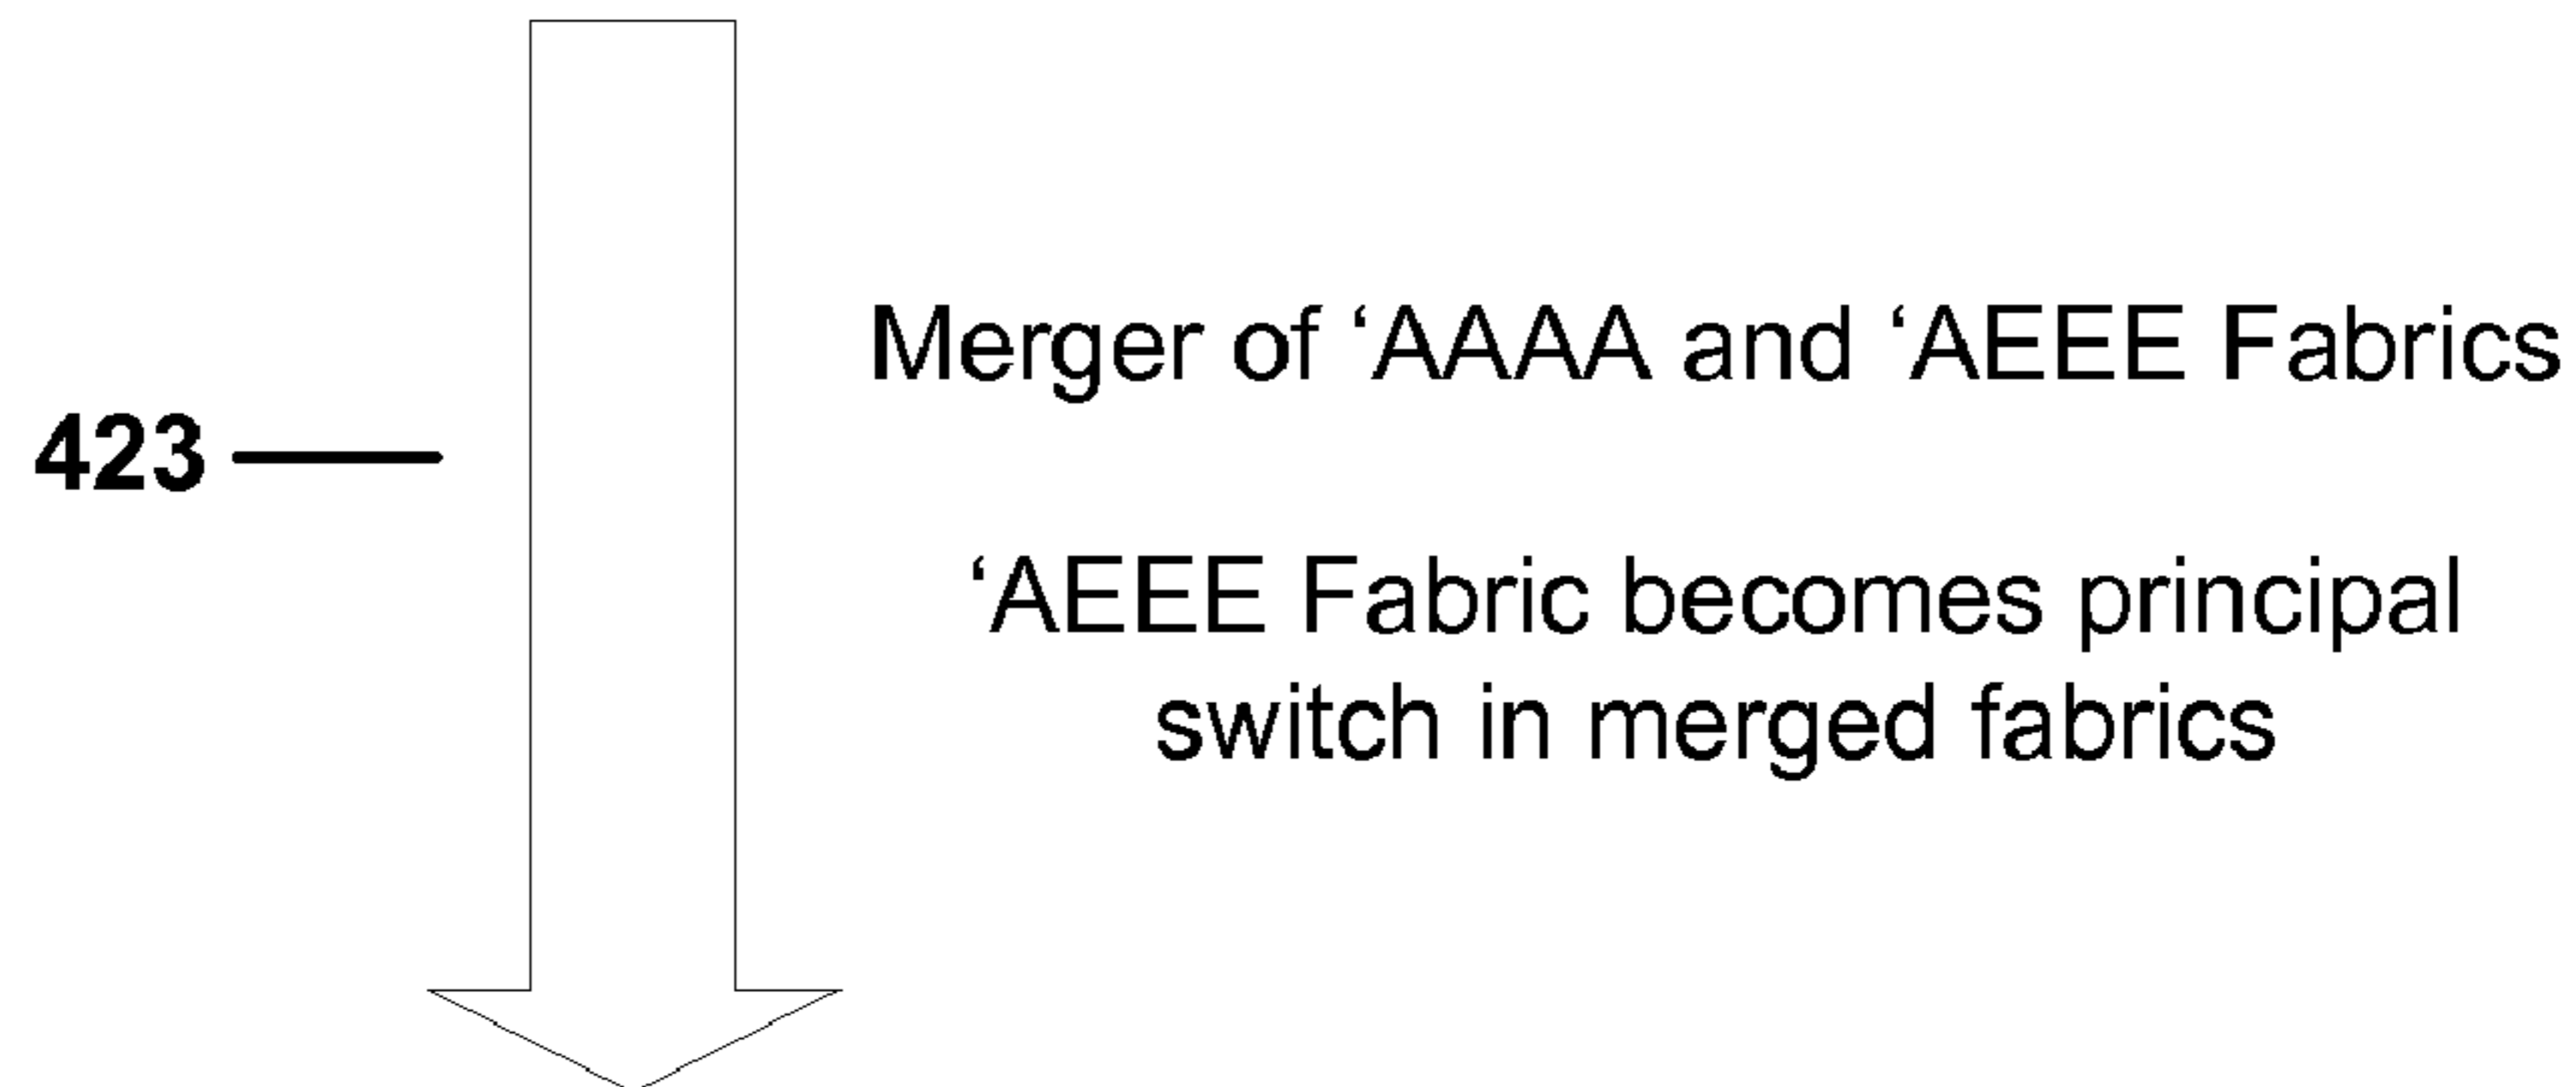 Merger of ‘AAAA and ‘AEEE Fabrics
423
‘AEEE Fabric becomes principal
switch in merged fabrics